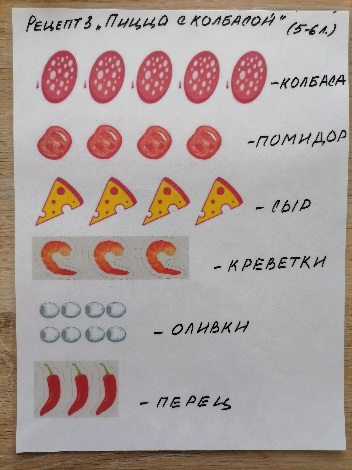 Рецепт 3 „Пицца с колбасой" (5-6 л.)
- колбаса
- помидор
- сыр
- креветки
- оливки
- перец